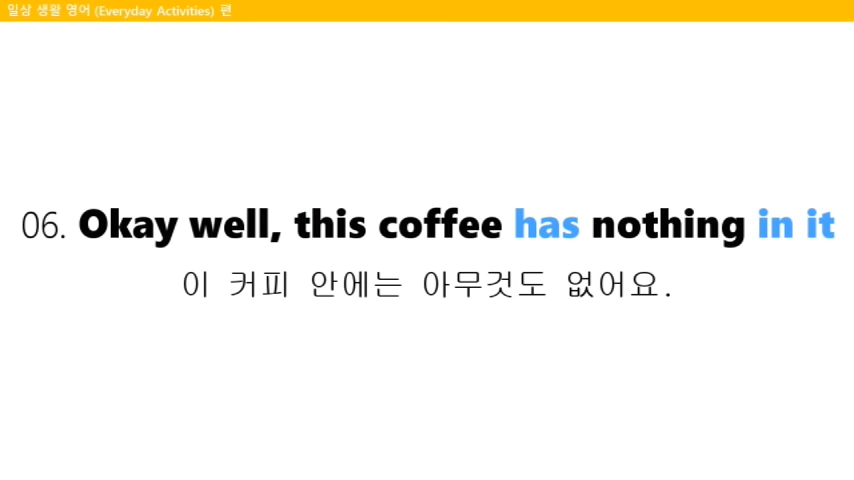 일상 생활 영어 (Everyday Activities) 편
06. Okay well, this coffee has nothing in it
이 커피 안에는 아무것도 없어요.